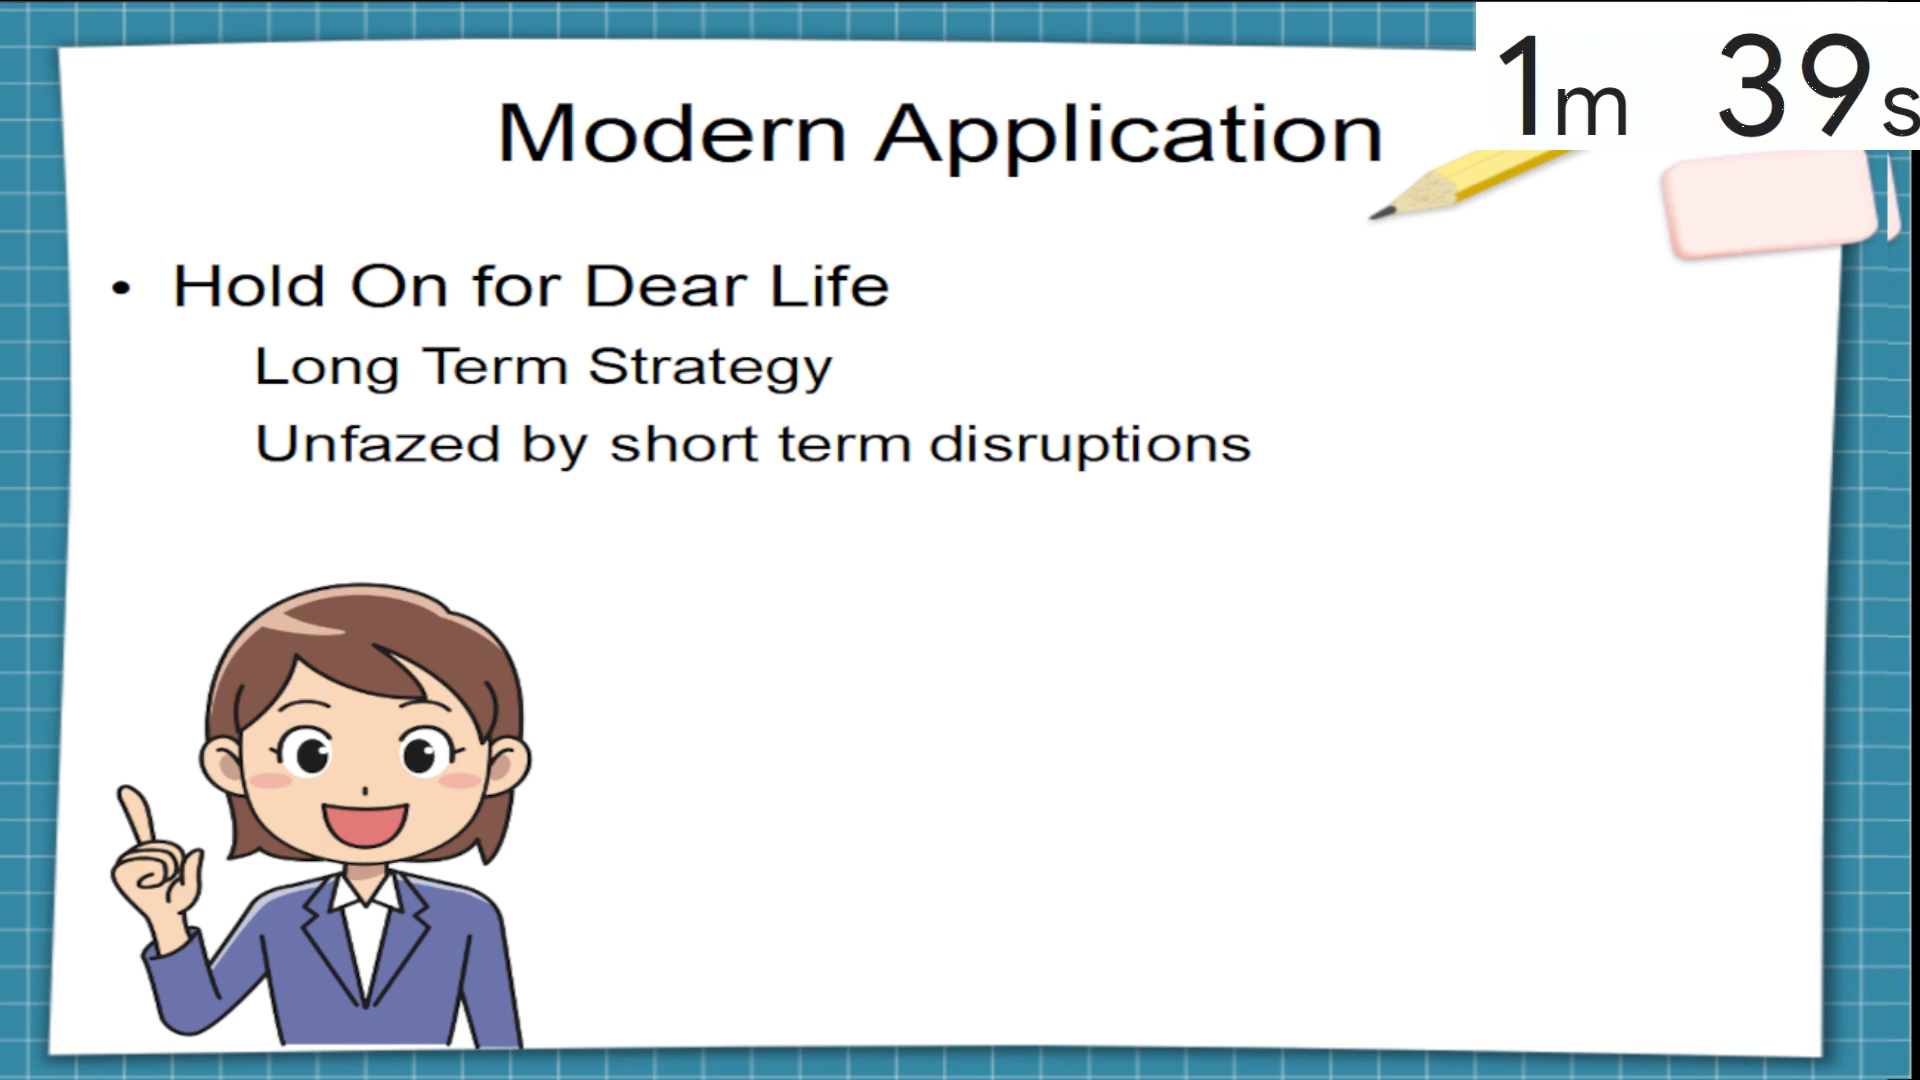 1m 39s
Modern Application
• Hold On for Dear Life
Long Term Strategy
Unfazed by short term disruptions